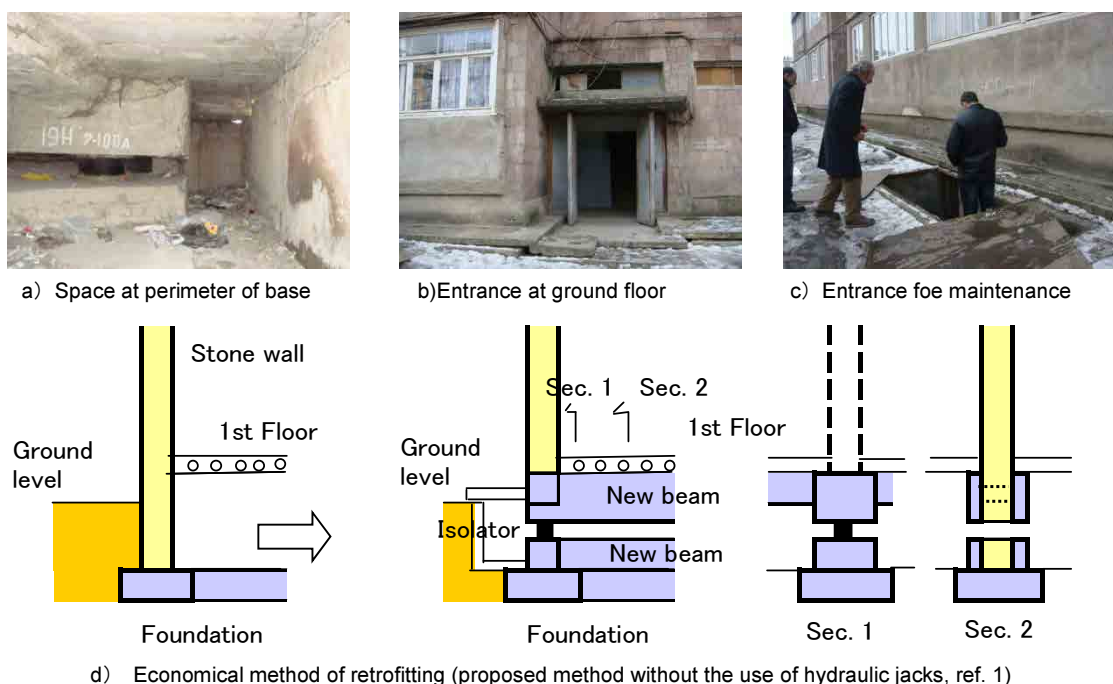 19H 7-100A
a) Space at perimeter of base
b)Entrance at ground floor
c) Entrance foe maintenance
Stone wall
1st Floor
Ground
level
Foundation
Sec. 1
Sec. 2
1st Floor
Ground
level
New beam
Isolator
New beam
Foundation
Sec. 1
Sec. 2
d) Economical method of retrofitting (proposed method without the use of hydraulic jacks, ref. 1)